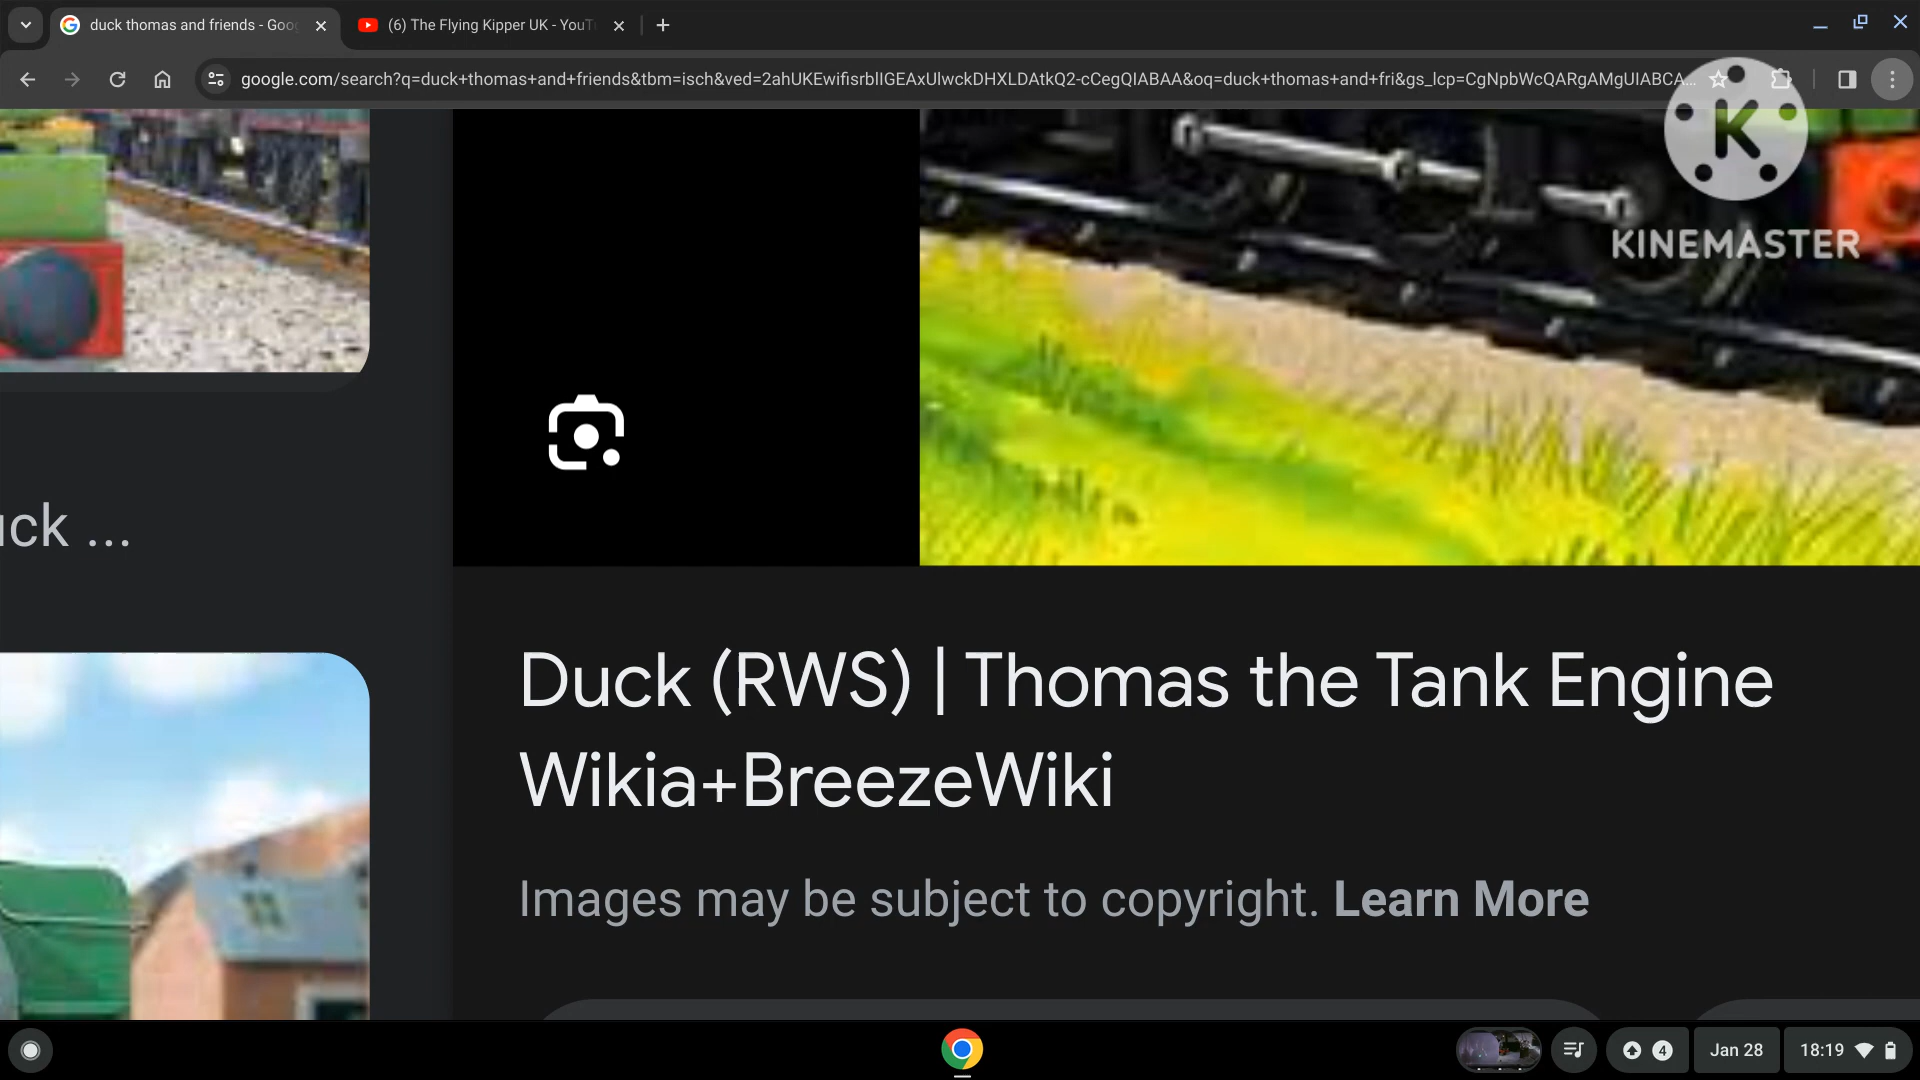 duck thomas and friends - Goo
(6) The Flying Kipper UK - YouT
google.com/search?q=duck+thomas+and+friends&tbm=isch&ved=2ahUKEwifisrblIGEAxUlwckDHXLDAtkQ2-cCegQIABAA&oq=duck+thomas+and+fri&gs_lcp=CgNpbWcQARgAMgUIABCA...
K
KINEMASTER
uck ...
Duck (RWS) | Thomas the Tank Engine
Wikia+BreezeWiki
Images may be subject to copyright. Learn More
4
Jan 28
18:19